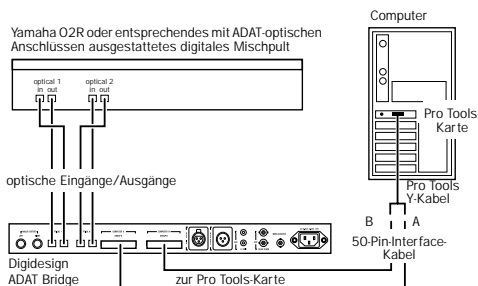 Computer
Yamaha 02R oder entsprechendes mit ADAT-optischen
Anschlüssen ausgestattetes digitales Mischpult
optical 1
in out
optical 2
in out
Pro Tools
Karte
optische Eingänge/Ausgänge
Pro Tools
Y-Kabel
B
A
50-Pin-Interface-
Kabel
Digidesign
ADAT Bridge
zur Pro Tools-Karte